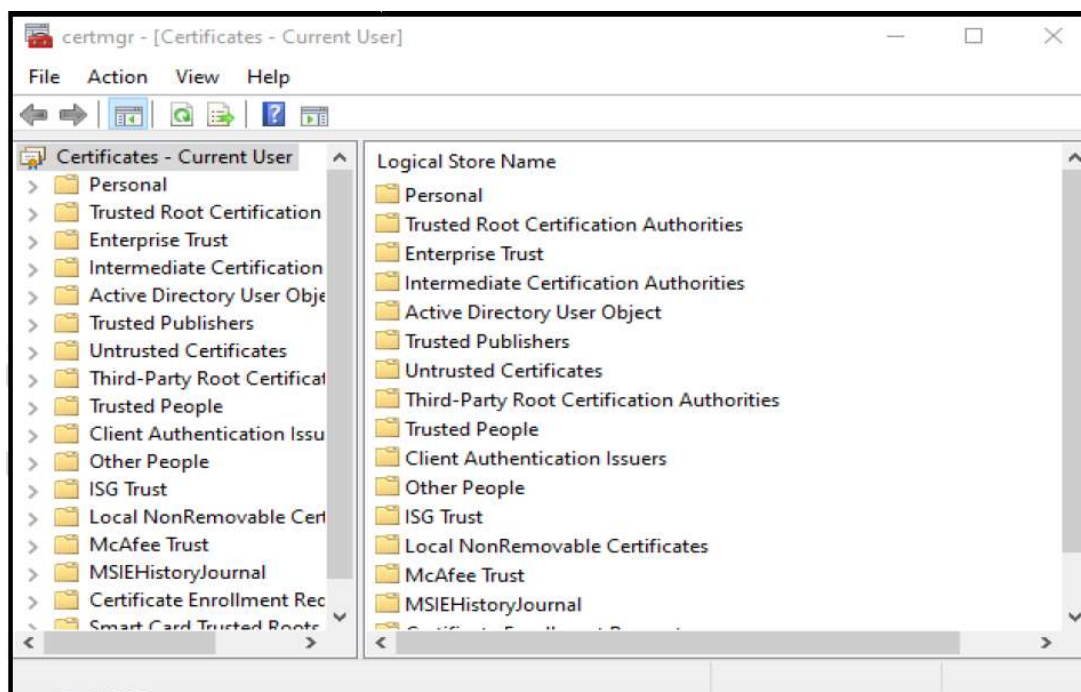 certmgr - [Certificates - Current User]
File Action View Help
Certificates - Current User
Personal
Trusted Root Certification
Enterprise Trust
Intermediate Certification
Active Directory User Obje
Trusted Publishers
Untrusted Certificates
Third-Party Root Certificat
Trusted People
Client Authentication Issu
Other People
ISG Trust
Local NonRemovable Cert
McAfee Trust
MSIEHistoryJournal
Certificate Enrollment Rec
Smart Card Trusted Roots
Logical Store Name
Personal
Trusted Root Certification Authorities
Enterprise Trust
Intermediate Certification Authorities
Active Directory User Object
Trusted Publishers
Untrusted Certificates
Third-Party Root Certification Authorities
Trusted People
Client Authentication Issuers
Other People
ISG Trust
Local NonRemovable Certificates
McAfee Trust
MSIEHistoryJournal